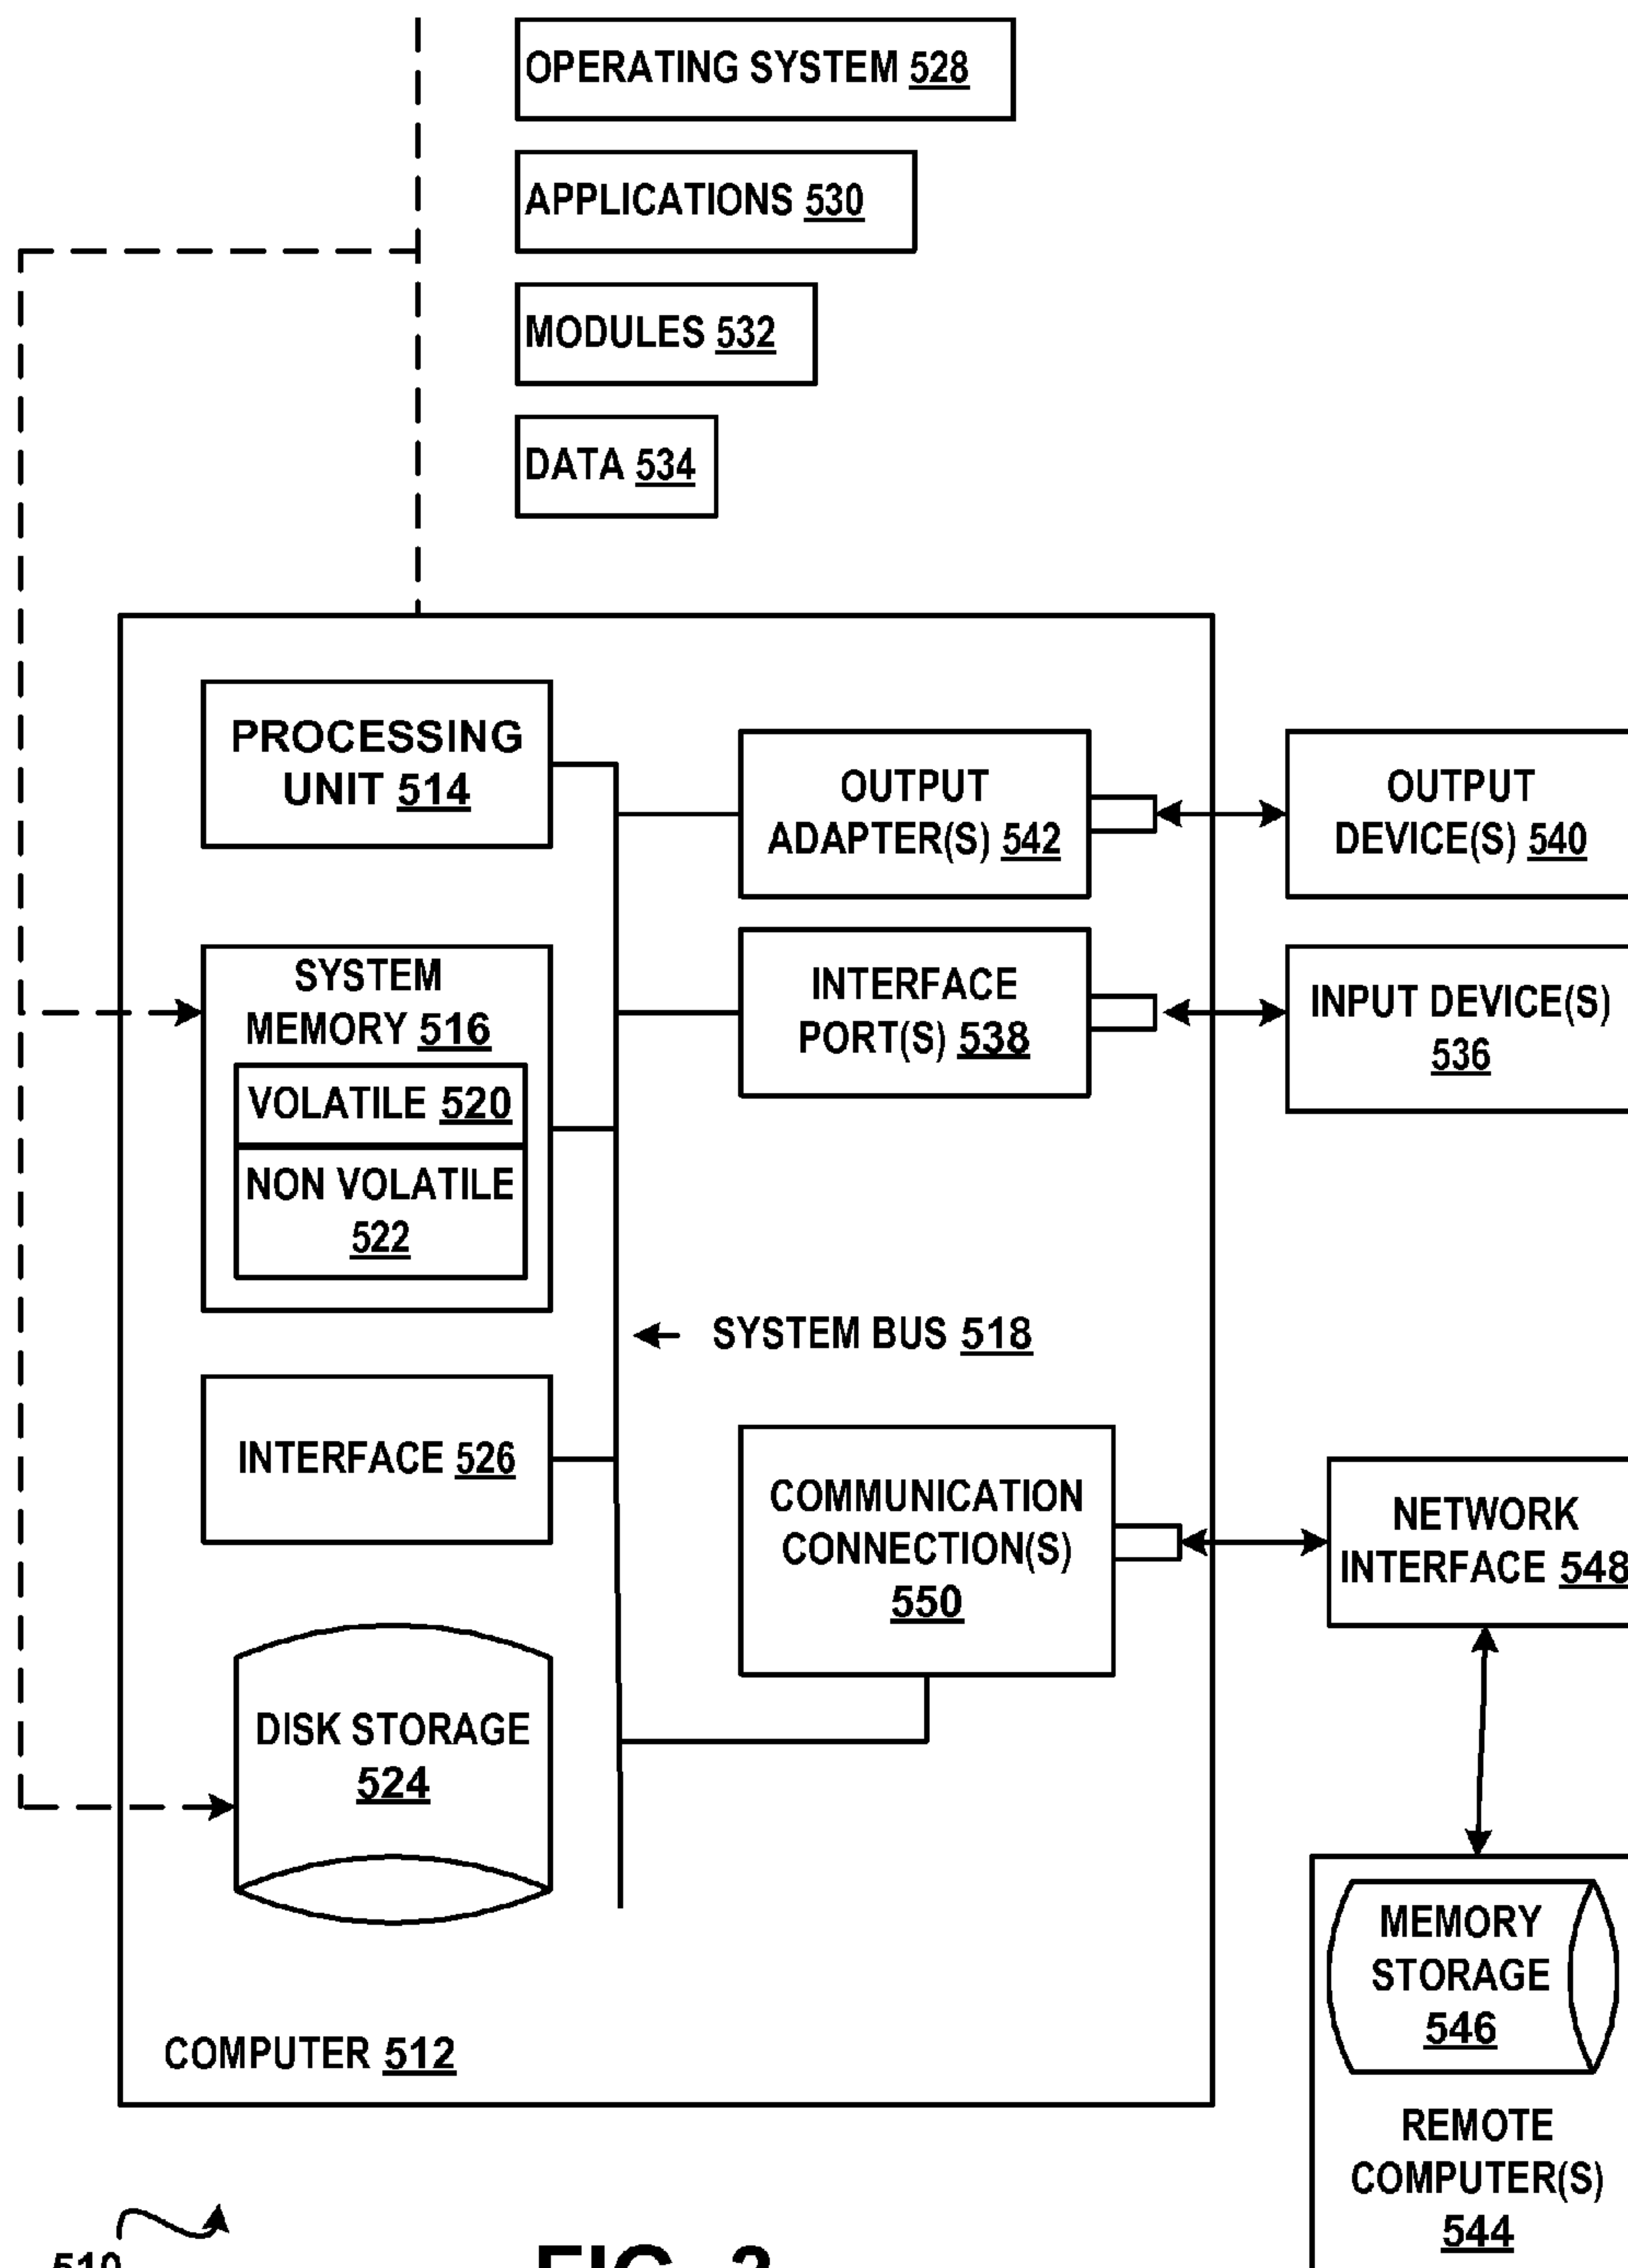 OPERATING SYSTEM 528
APPLICATIONS 530
MODULES 532
DATA 534
PROCESSING
UNIT 514
OUTPUT
ADAPTER(S) 542
OUTPUT
DEVICE(S) 540
SYSTEM
MEMORY 516
VOLATILE 520
NON VOLATILE
522
INTERFACE
PORT(S) 538
INPUT DEVICE(S)
536
SYSTEM BUS 518
INTERFACE 526
COMMUNICATION
CONNECTION(S)
550
NETWORK
INTERFACE 548
DISK STORAGE
524
MEMORY
STORAGE
546
REMOTE
COMPUTER(S)
544
COMPUTER 512
510
FIG.